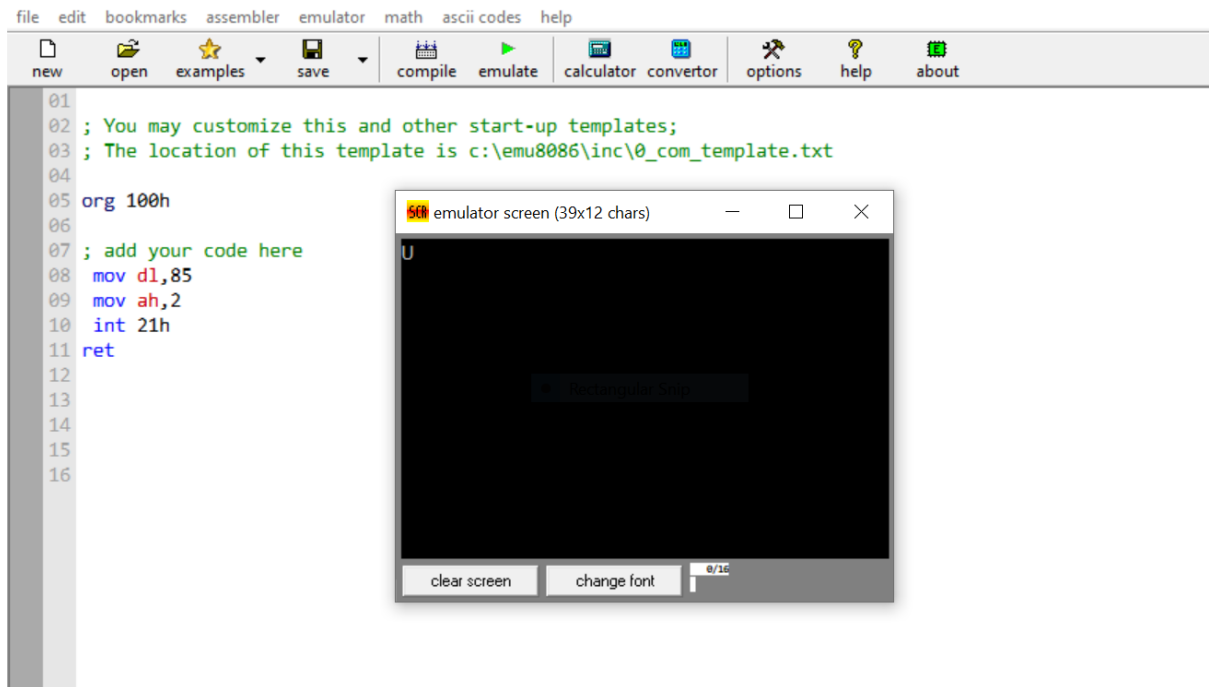 file edit bookmarks assembler emulator math ascii codes help
new open examples save compile emulate calculator convertor options help about
01
02 ; You may customize this and other start-up templates;
03 ; The location of this template is c:\emu8086\inc\0_com_template.txt
04
05 org 100h
06
07 ; add your code here
08 mov dl,85
09 mov ah,2
10 int 21h
11 ret
12
13
14
15
16
SCR emulator screen (39x12 chars)
U
Rectangular Snip
clear screen change font 0/16